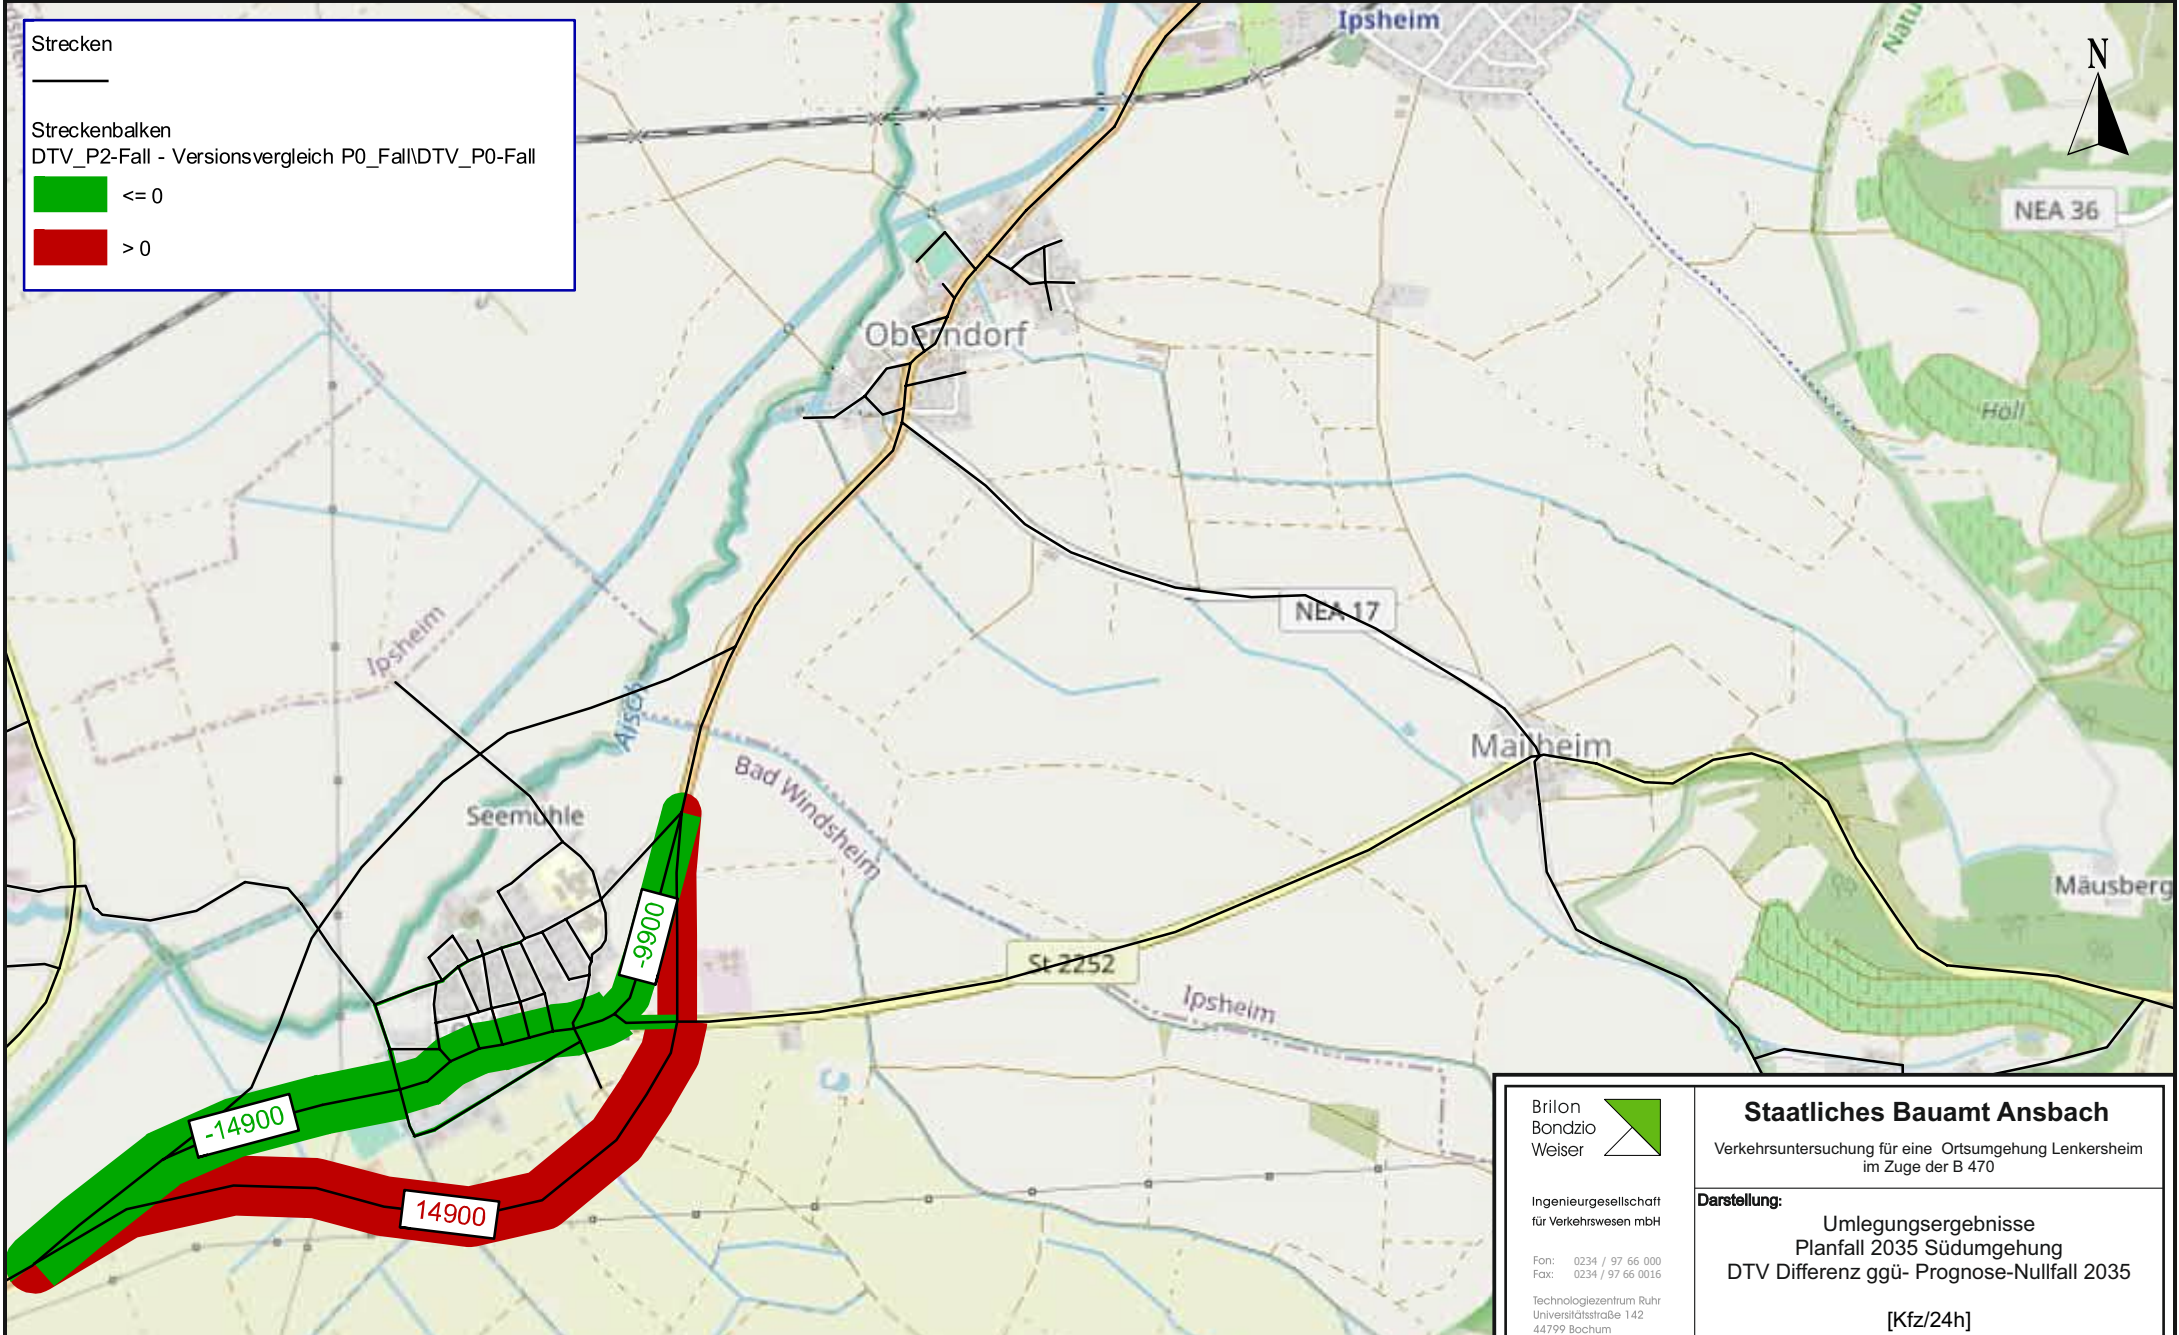 Strecken
Streckenbalken
DTV_P2-Fall - Versionsvergleich P0_Fall\DTV_P0-Fall
<= 0
> 0
Ipsheim
Natu
N
NEA 36
Oberndorf
Höll
NEA 17
Ipsheim
Aisch
Mailheim
Bad Windsheim
Seemühle
Mäusberg
-9900
St 2252
Ipsheim
-14900
14900
Brilon
Bondzio
Weiser
Ingenieurgesellschaft
für Verkehrswesen mbH
Fon: 0234 / 97 66 000
Fax: 0234 / 97 66 0016
Technologiezentrum Ruhr
Universitätsstraße 142
44799 Bochum
Staatliches Bauamt Ansbach
Verkehrsuntersuchung für eine Ortsumgehung Lenkersheim
im Zuge der B 470
Darstellung:
Umlegungsergebnisse
Planfall 2035 Südumgehung
DTV Differenz ggü- Prognose-Nullfall 2035
[Kfz/24h]